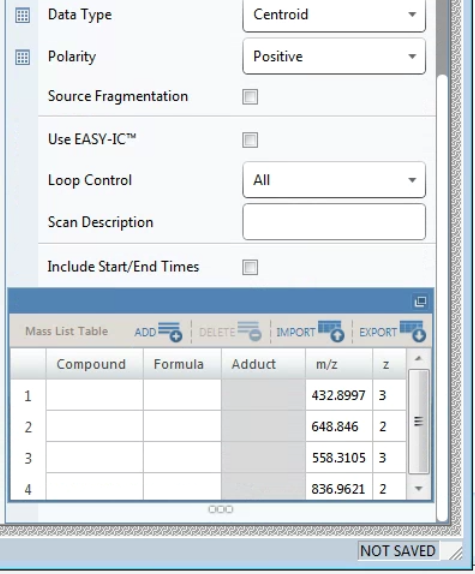 Data Type Centroid
Polarity Positive
Source Fragmentation
Use EASY-IC™
Loop Control All
Scan Description
Include Start/End Times
Mass List Table ADD DELETE IMPORT EXPORT
Compound Formula Adduct m/z z
1 432.8997 3
2 648.846 2
3 558.3105 3
4 836.9621 2
NOT SAVED